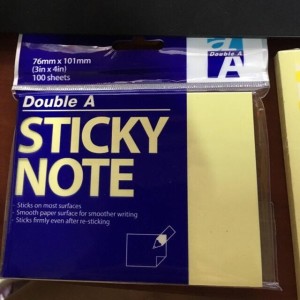 76mm x 101mm
(3in x 4in)
100 sheets
Double A
A
Double A
STICKY
NOTE
- Sticks on most surfaces
- Smooth paper surface for smoother writing
- Sticks firmly even after re-sticking